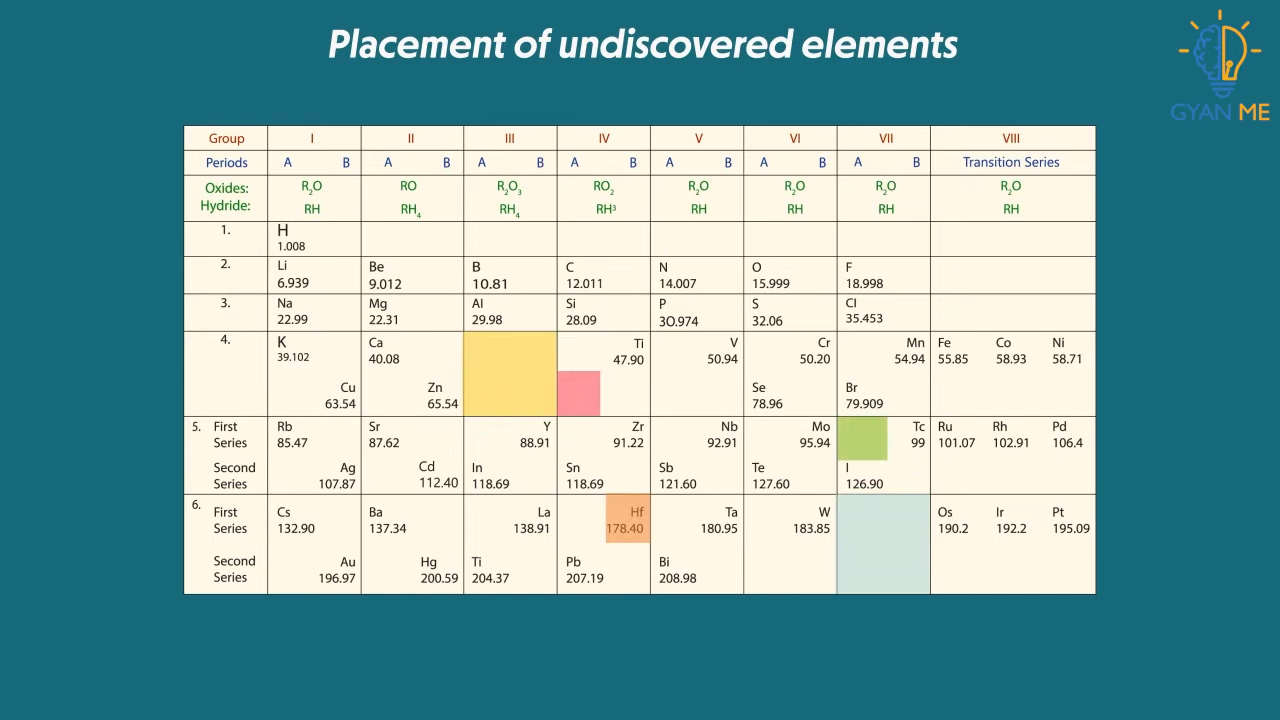 Placement of undiscovered elements
GYAN ME
Group I II III IV V VI VII VIII
Periods A B A B A B A B A B A B A B Transition Series
Oxides: R₂O RO R₂O₃ RO₂ R₂O R₂O R₂O R₂O
Hydride: RH RH₄ RH₄ RH³ RH RH RH RH
1. H
1.008
2. Li Be B C N O F
6.939 9.012 10.81 12.011 14.007 15.999 18.998
3. Na Mg Al Si P S Cl
22.99 22.31 29.98 28.09 30.974 32.06 35.453
4. K Ca Ti V Cr Mn Fe Co Ni
39.102 40.08 47.90 50.94 50.20 54.94 55.85 58.93 58.71
Cu Zn Se Br
63.54 65.54 78.96 79.909
5. First Rb Sr Y Zr Nb Mo Tc Ru Rh Pd
Series 85.47 87.62 88.91 91.22 92.91 95.94 99 101.07 102.91 106.4
Second Ag Cd In Sn Sb Te I
Series 107.87 112.40 118.69 118.69 121.60 127.60 126.90
6. First Cs Ba La Hf Ta W Os Ir Pt
Series 132.90 137.34 138.91 178.40 180.95 183.85 190.2 192.2 195.09
Second Au Hg Ti Pb Bi
Series 196.97 200.59 204.37 207.19 208.98